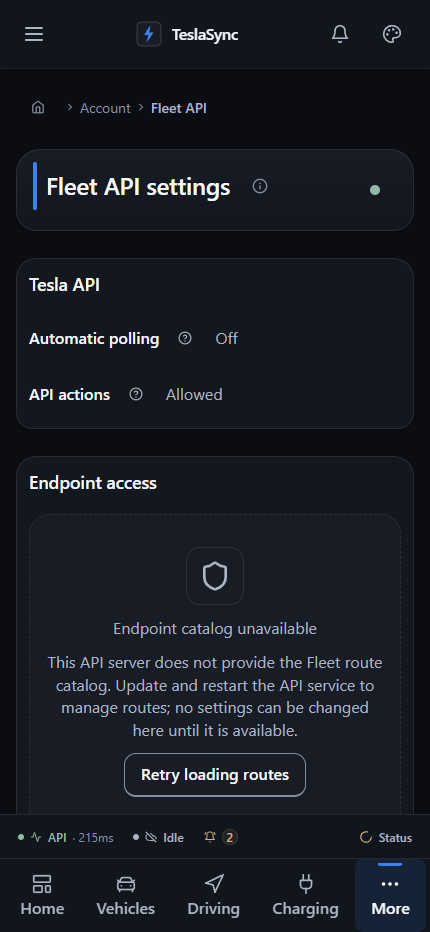 TeslaSync
Account
Fleet API
Fleet API settings
Tesla API
Automatic polling
Off
API actions
Allowed
Endpoint access
Endpoint catalog unavailable
This API server does not provide the Fleet route
catalog. Update and restart the API service to
manage routes; no settings can be changed
here until it is available.
Retry loading routes
API · 215ms
Idle
2
Status
Home
Vehicles
Driving
Charging
More